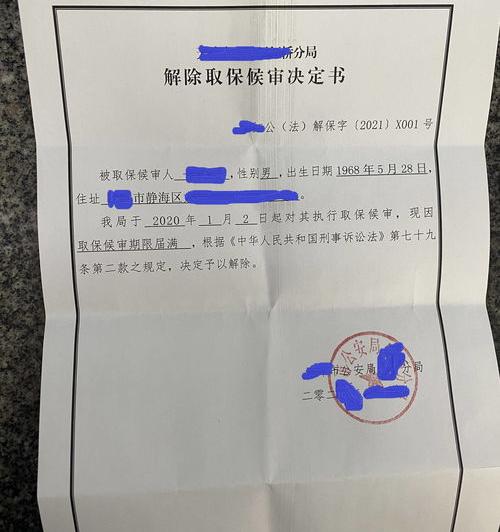 桥分局
解除取保候审决定书
公（法）解保字〔2021〕X001号
被取保候审人，性别男，出生日期1968年5月28日，
住址市静海区。
我局于 2020 年 1 月 2 日起对其执行取保候审，现因
取保候审期限届满，根据《中华人民共和国刑事诉讼法》第七十九
条第二款之规定，决定予以解除。
公安局
市公安局分局
二零二